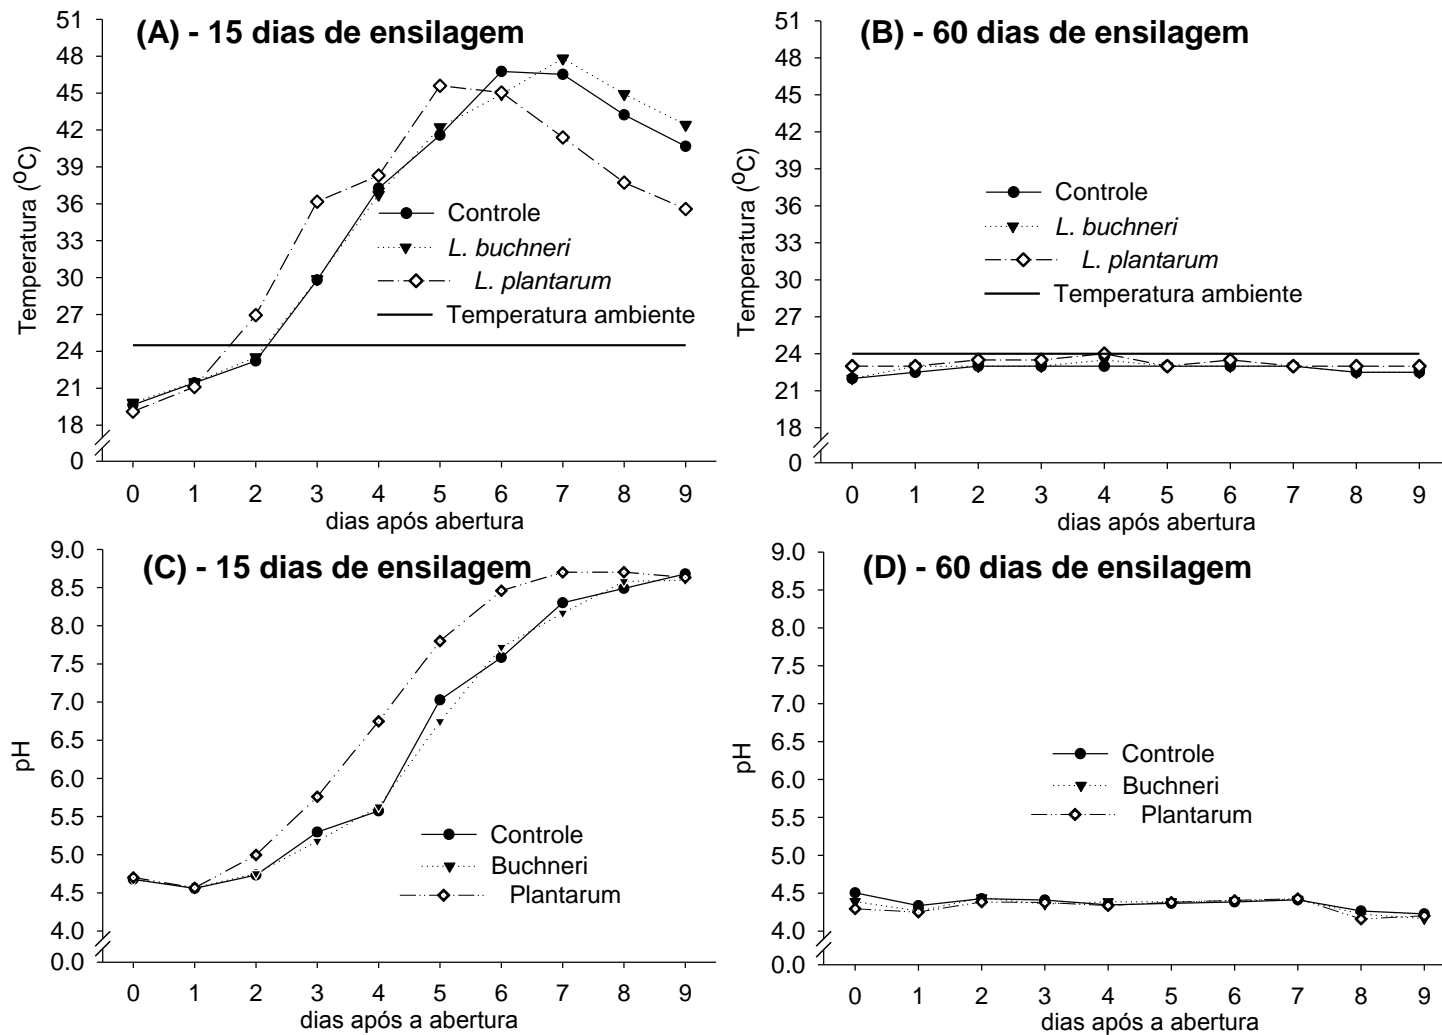 (A) - 15 dias de ensilagem
51
48
45
42
39
36
33
30
27
24
21
18
0
Temperatura (ºC)
Controle
L. buchneri
L. plantarum
Temperatura ambiente
0 1 2 3 4 5 6 7 8 9
dias após abertura
(B) - 60 dias de ensilagem
51
48
45
42
39
36
33
30
27
24
21
18
0
Temperatura (ºC)
Controle
L. buchneri
L. plantarum
Temperatura ambiente
0 1 2 3 4 5 6 7 8 9
dias após abertura
(C) - 15 dias de ensilagem
9.0
8.5
8.0
7.5
7.0
6.5
6.0
5.5
5.0
4.5
4.0
0.0
pH
Controle
Buchneri
Plantarum
0 1 2 3 4 5 6 7 8 9
dias após a abertura
(D) - 60 dias de ensilagem
9.0
8.5
8.0
7.5
7.0
6.5
6.0
5.5
5.0
4.5
4.0
0.0
pH
Controle
Buchneri
Plantarum
0 1 2 3 4 5 6 7 8 9
dias após a abertura